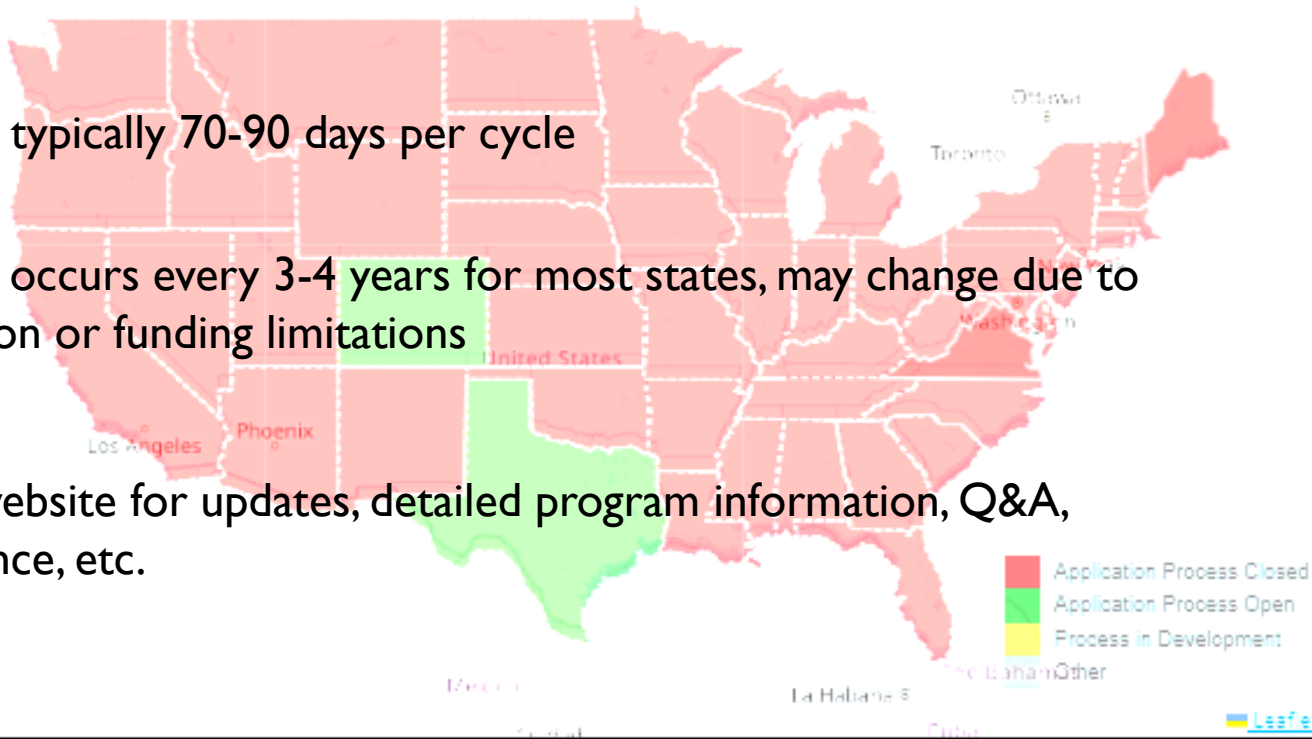 Ottawa
typically 70-90 days per cycle
Toronto
occurs every 3-4 years for most states, may change due to
on or funding limitations
Washington
United States
Los Angeles
Phoenix
website for updates, detailed program information, Q&A,
nce, etc.
Application Process Closed
Application Process Open
Process in Development
Other
La Habana
Leafle